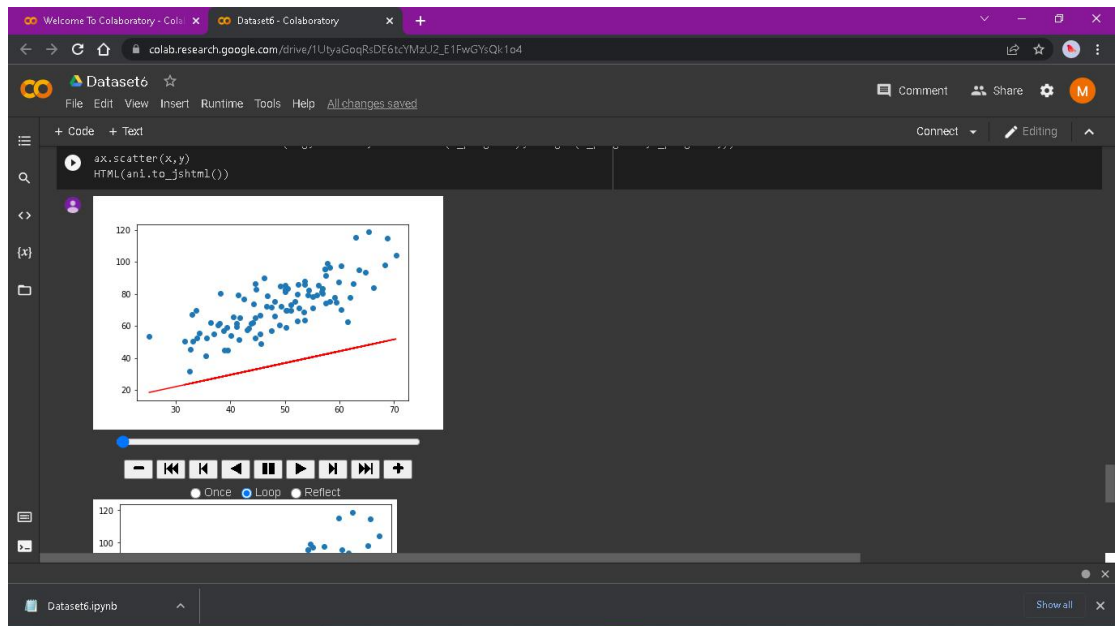 Welcome To Colaboratory - Cola
Dataset6 - Colaboratory
colab.research.google.com/drive/1UtyaGoqRsDE6tcYMzU2_E1FwGYsQk1o4
Dataset6
File Edit View Insert Runtime Tools Help All changes saved
Comment
Share
M
+ Code + Text
Connect
Editing
ax.scatter(x,y)
HTML(ani.to_jshtml())
{x}
120
100
80
60
40
20
30 40 50 60 70
Once Loop Reflect
120
100
Dataset6.ipynb
Show all